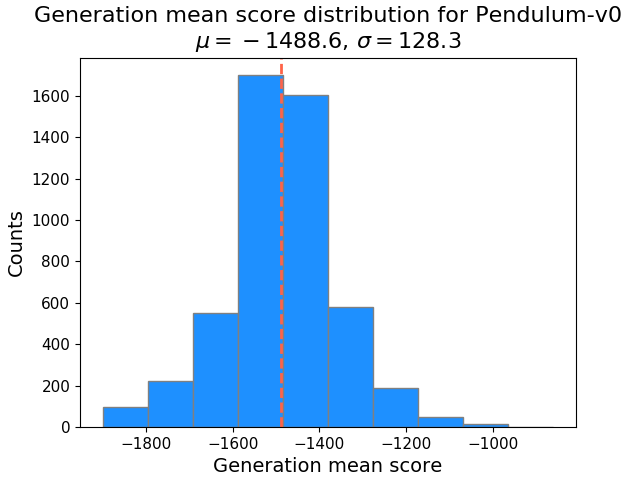 Generation mean score distribution for Pendulum-v0
μ = −1488.6, σ = 128.3
Counts
1600
1400
1200
1000
800
600
400
200
0
−1800 −1600 −1400 −1200 −1000
Generation mean score